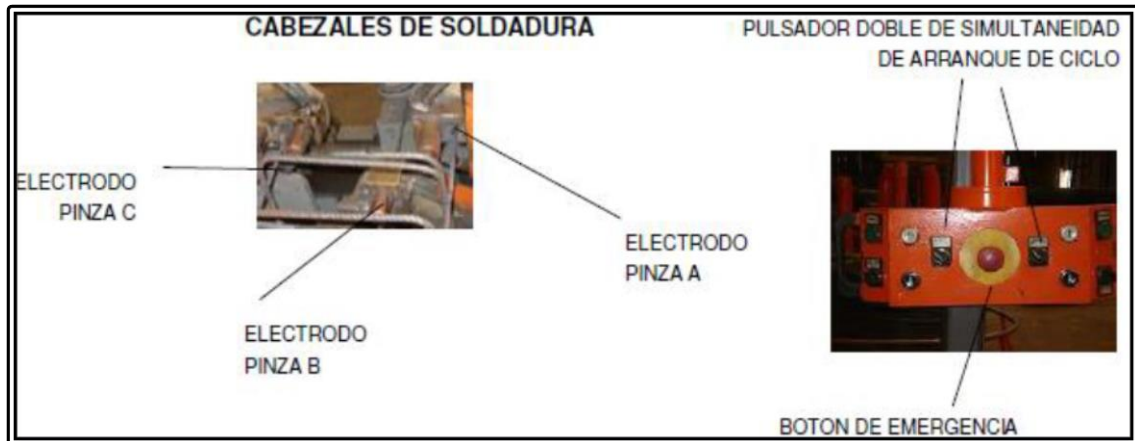 CABEZALES DE SOLDADURA
PULSADOR DOBLE DE SIMULTANEIDAD
DE ARRANQUE DE CICLO
ELECTRODO
PINZA C
ELECTRODO
PINZA A
ELECTRODO
PINZA B
BOTON DE EMERGENCIA